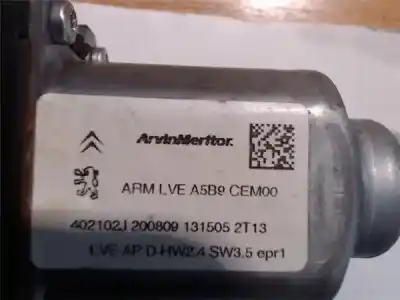 ArvinMeritor.
ARM LVE A5B9 CEM00
402102J 200809 131505 2T13
LVE AP D HW2.4 SW3.5 epr1